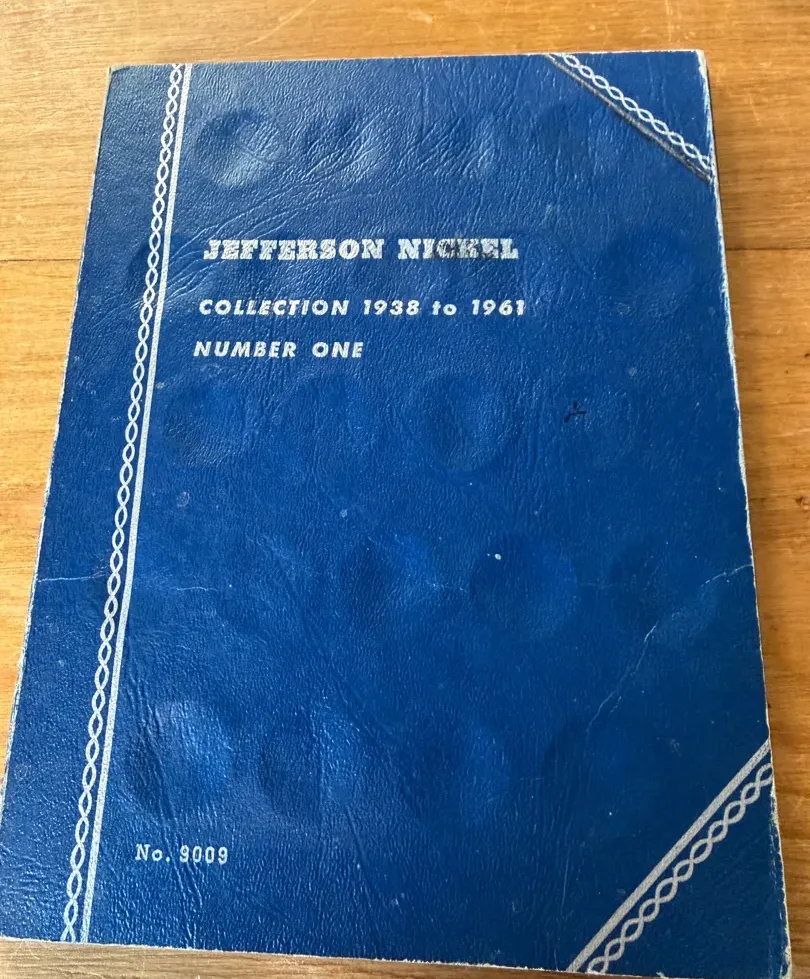 JEFFERSON NICKEL
COLLECTION 1938 to 1961
NUMBER ONE
No. 9009